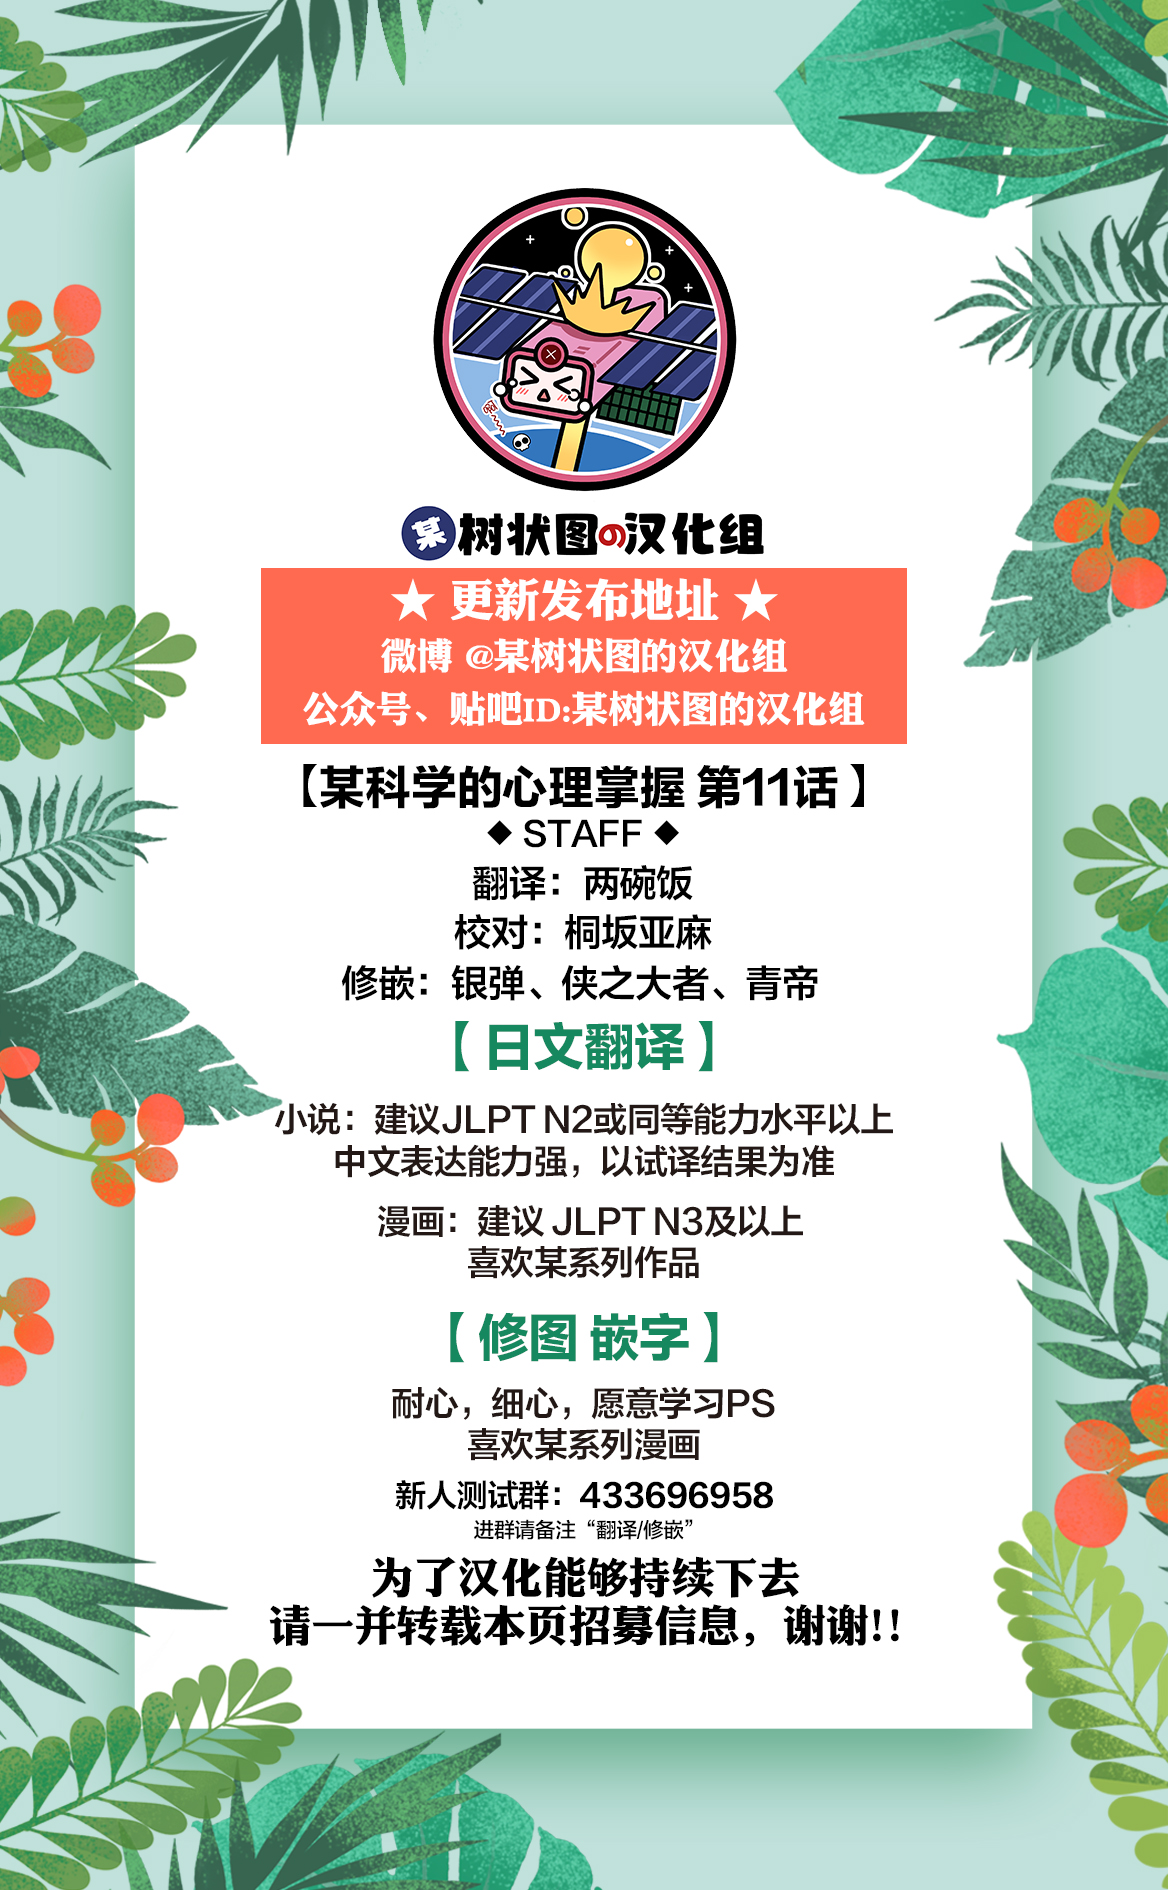 啊
某树状图の汉化组
★ 更新发布地址 ★
微博 @某树状图的汉化组
公众号、贴吧ID:某树状图的汉化组
【某科学的心理掌握 第11话】
◆ STAFF ◆
翻译：两碗饭
校对：桐坂亚麻
修嵌：银弹、侠之大者、青帝
【 日文翻译 】
小说：建议JLPT N2或同等能力水平以上
中文表达能力强，以试译结果为准
漫画：建议 JLPT N3及以上
喜欢某系列作品
【 修图 嵌字 】
耐心，细心，愿意学习PS
喜欢某系列漫画
新人测试群：433696958
进群请备注“翻译/修嵌”
为了汉化能够持续下去
请一并转载本页招募信息，谢谢!!